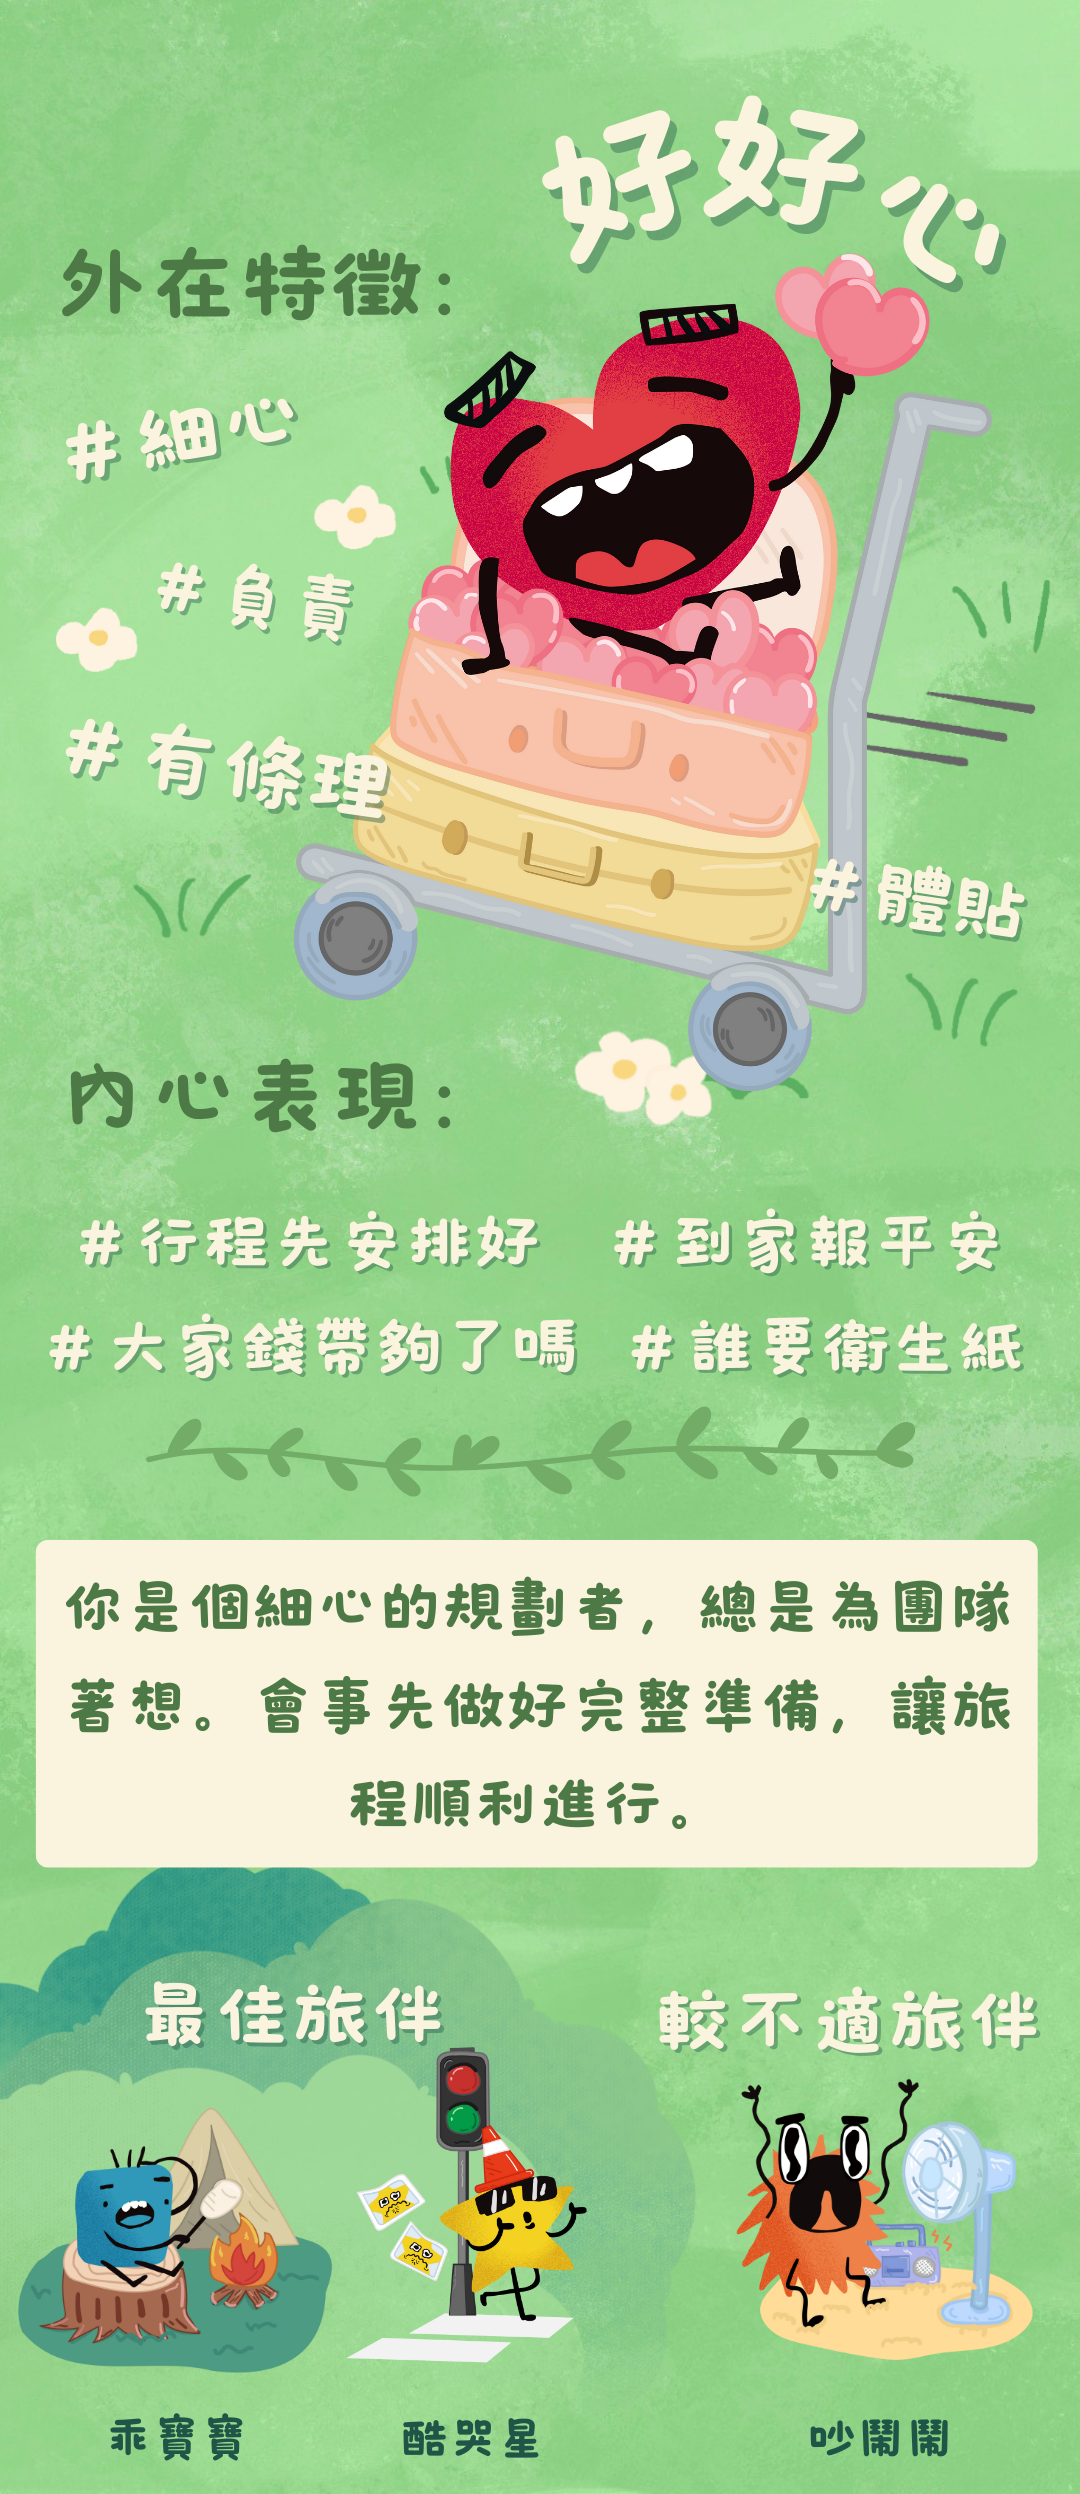 好好心
外在特徵：
#細心
#負責
#有條理
#體貼
內心表現：
#行程先安排好 #到家報平安
#大家錢帶夠了嗎 #誰要衛生紙
你是個細心的規劃者，總是為團隊
著想。會事先做好完整準備，讓旅
程順利進行。
最佳旅伴 較不適旅伴
乖寶寶 酷哭星 吵鬧鬧